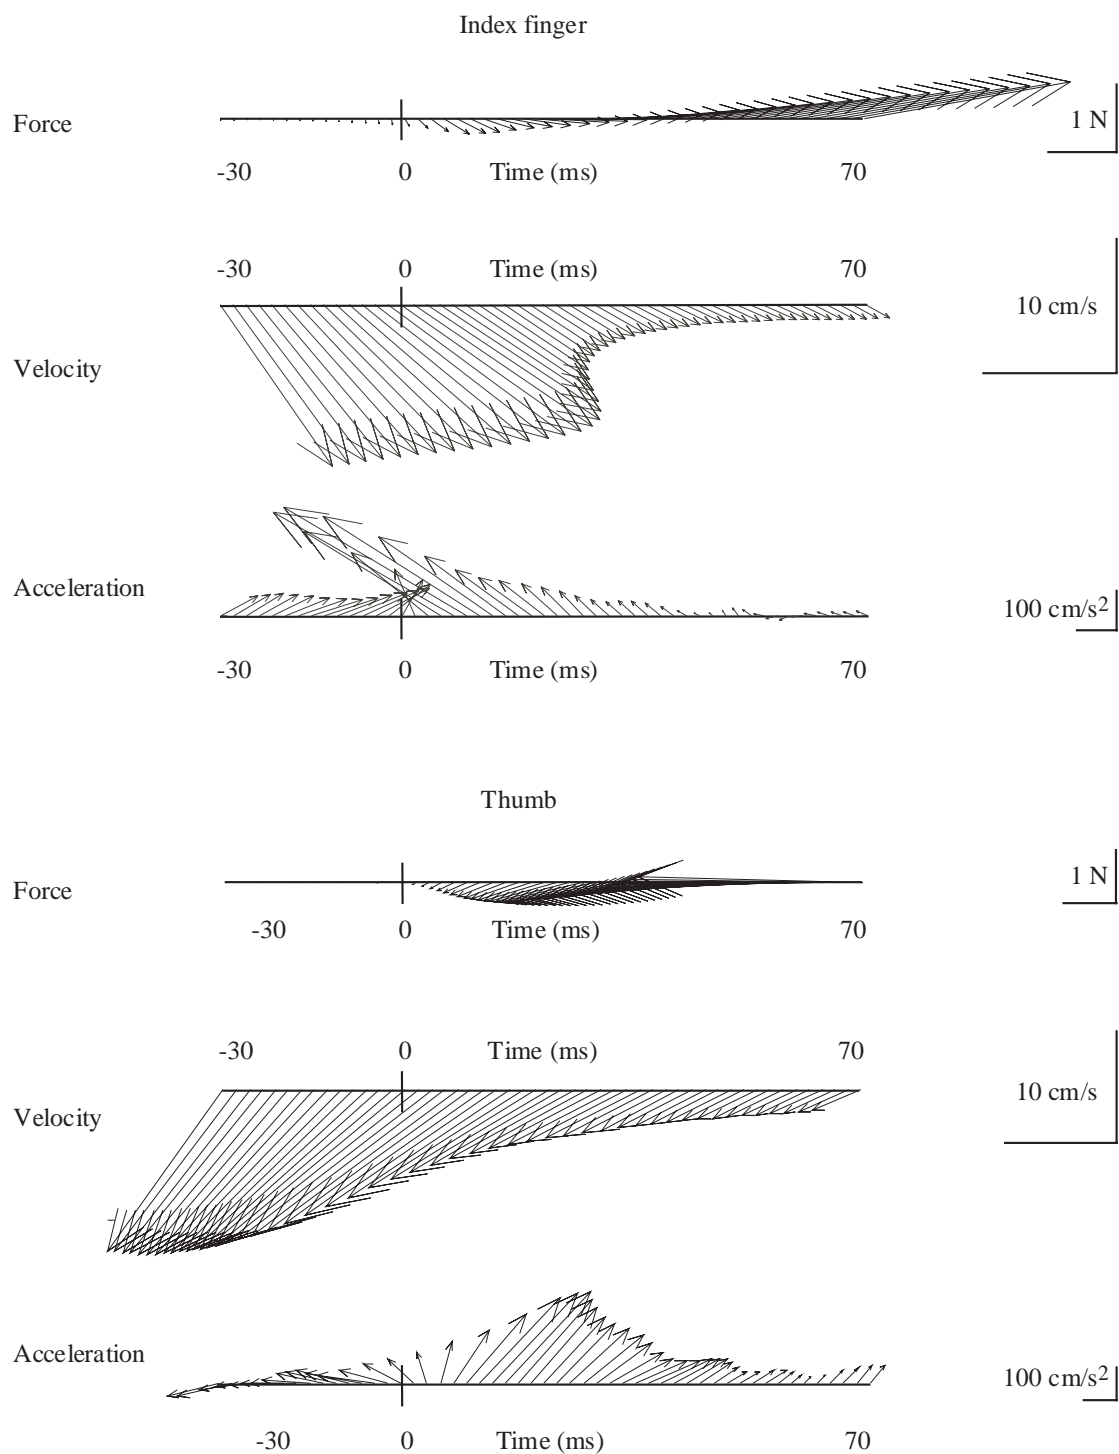 Index finger
Force
1 N
-30 0 Time (ms) 70
-30 0 Time (ms) 70
10 cm/s
Velocity
Acceleration
100 cm/s2
-30 0 Time (ms) 70
Thumb
Force
1 N
-30 0 Time (ms) 70
-30 0 Time (ms) 70
10 cm/s
Velocity
Acceleration
100 cm/s2
-30 0 Time (ms) 70